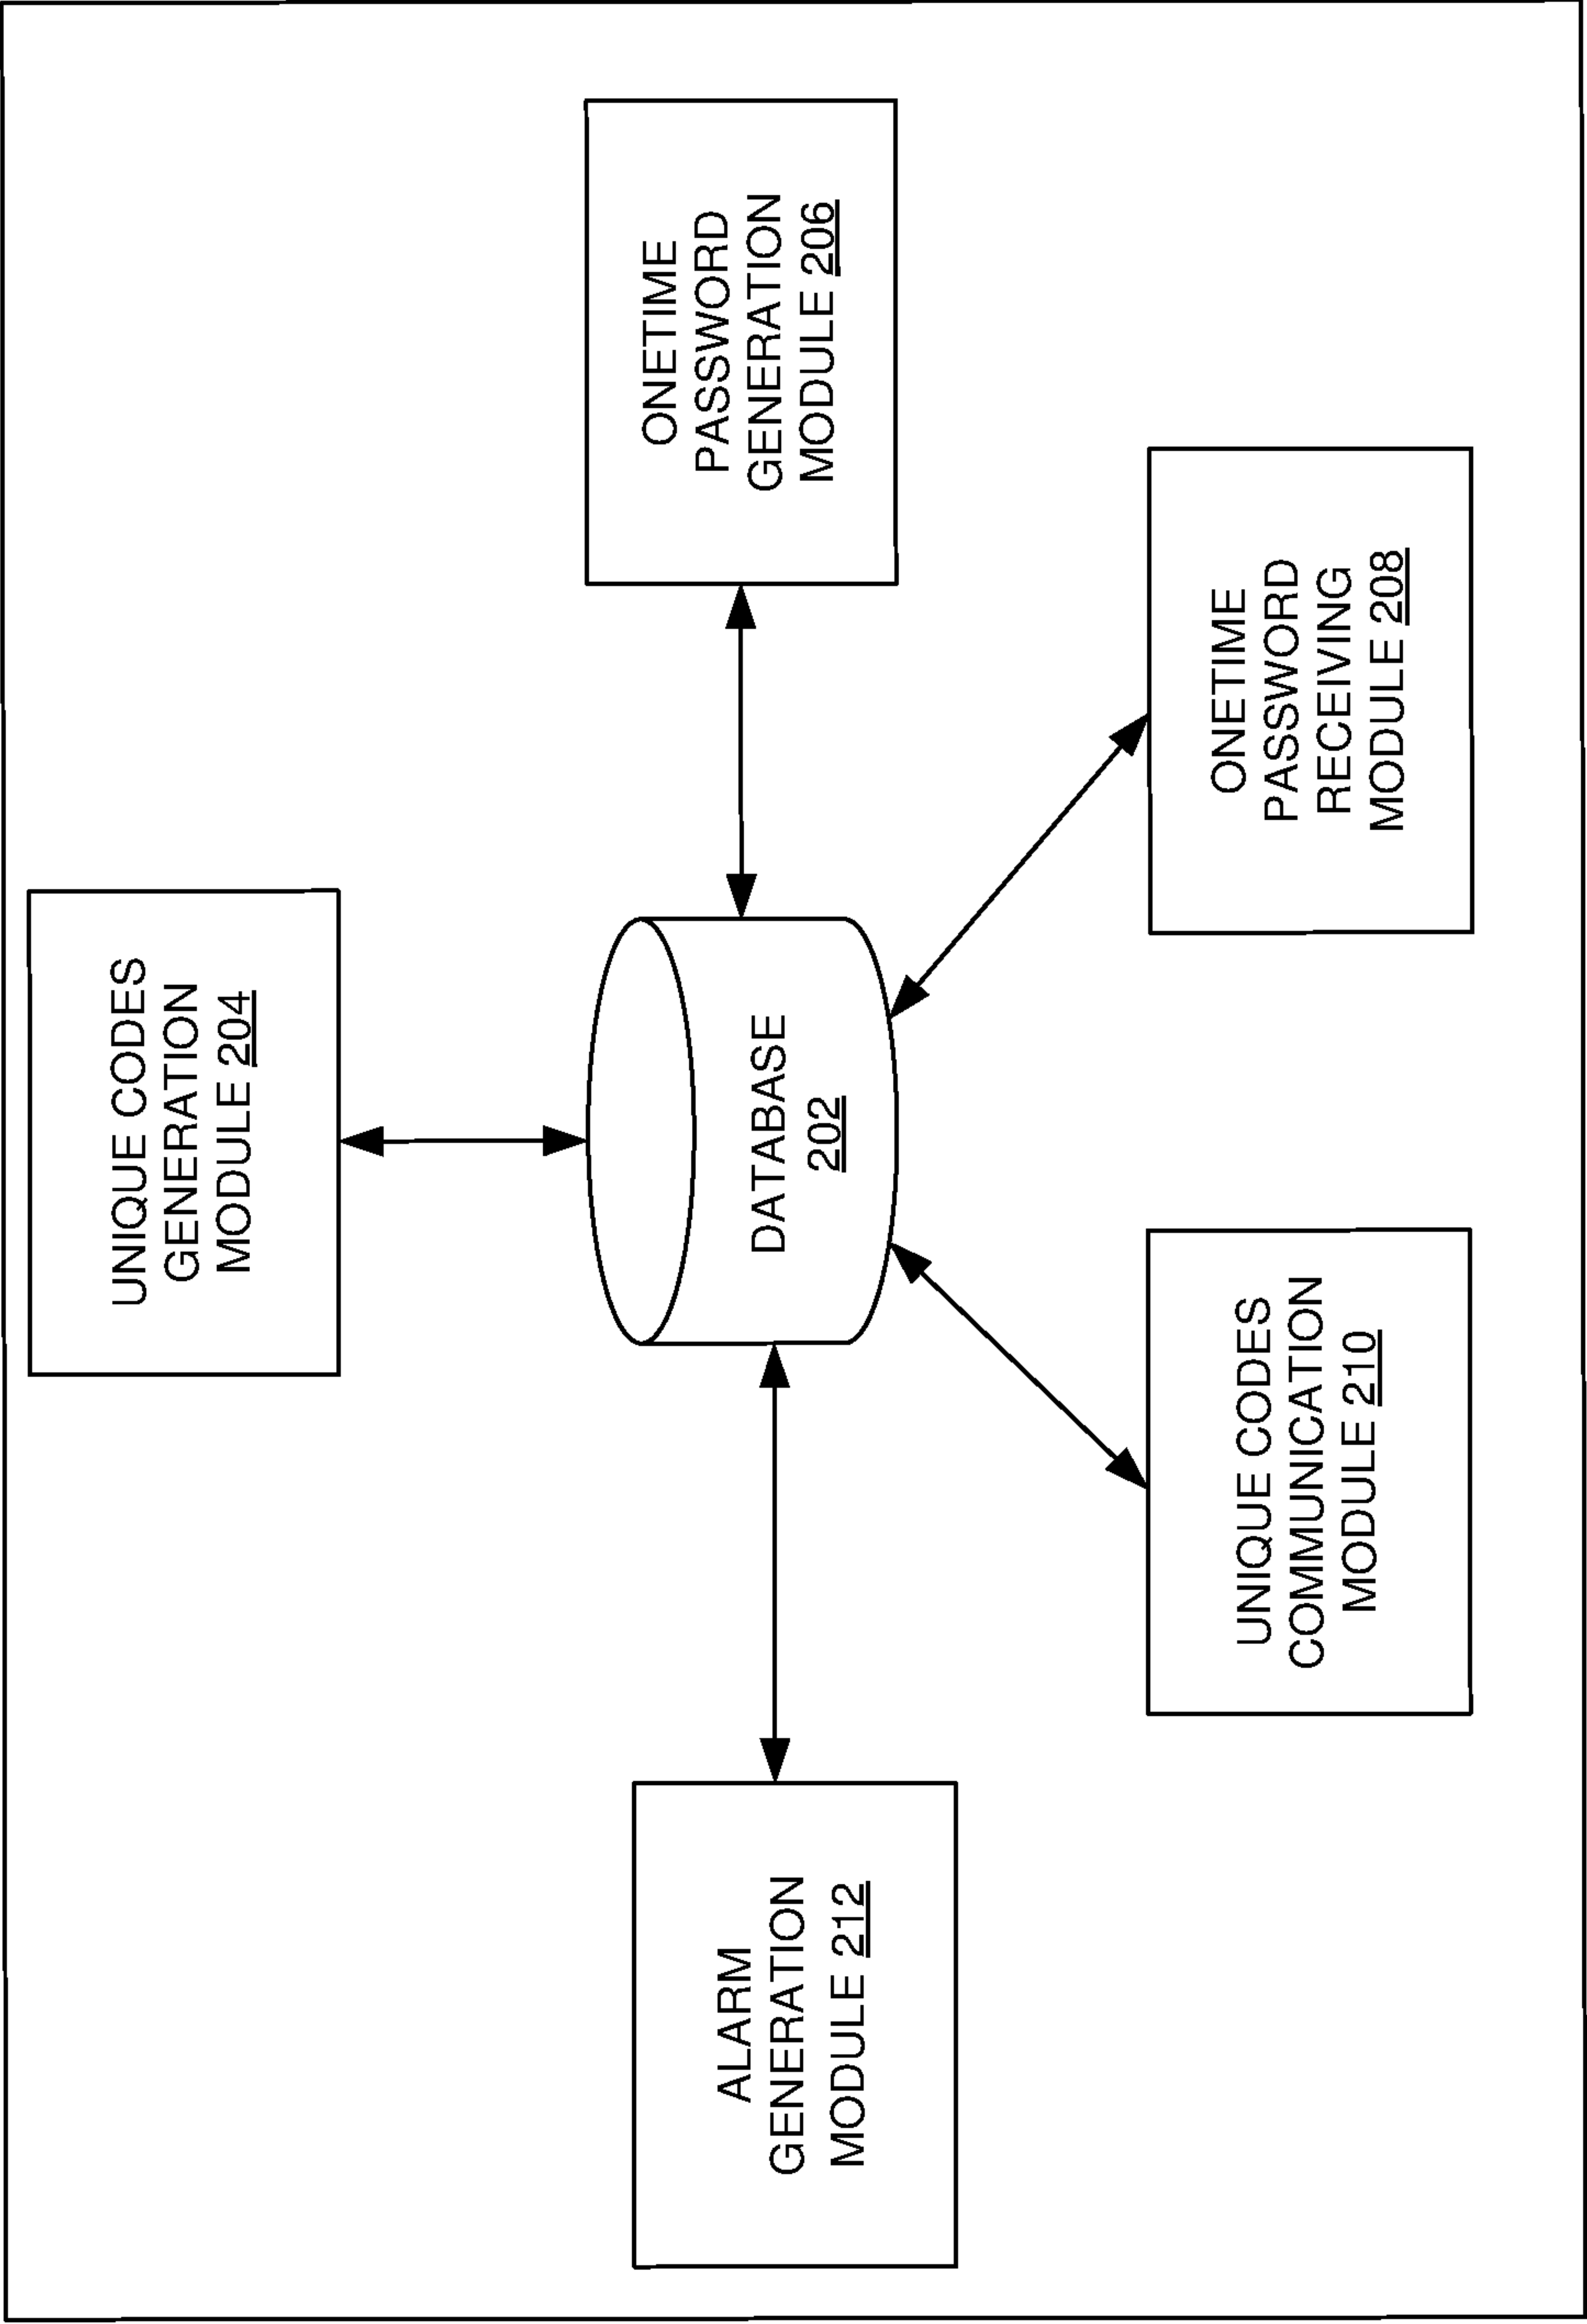 UNIQUE CODES
GENERATION
MODULE 204
ALARM
GENERATION
MODULE 212
DATABASE
202
ONETIME
PASSWORD
GENERATION
MODULE 206
UNIQUE CODES
COMMUNICATION
MODULE 210
ONETIME
PASSWORD
RECEIVING
MODULE 208